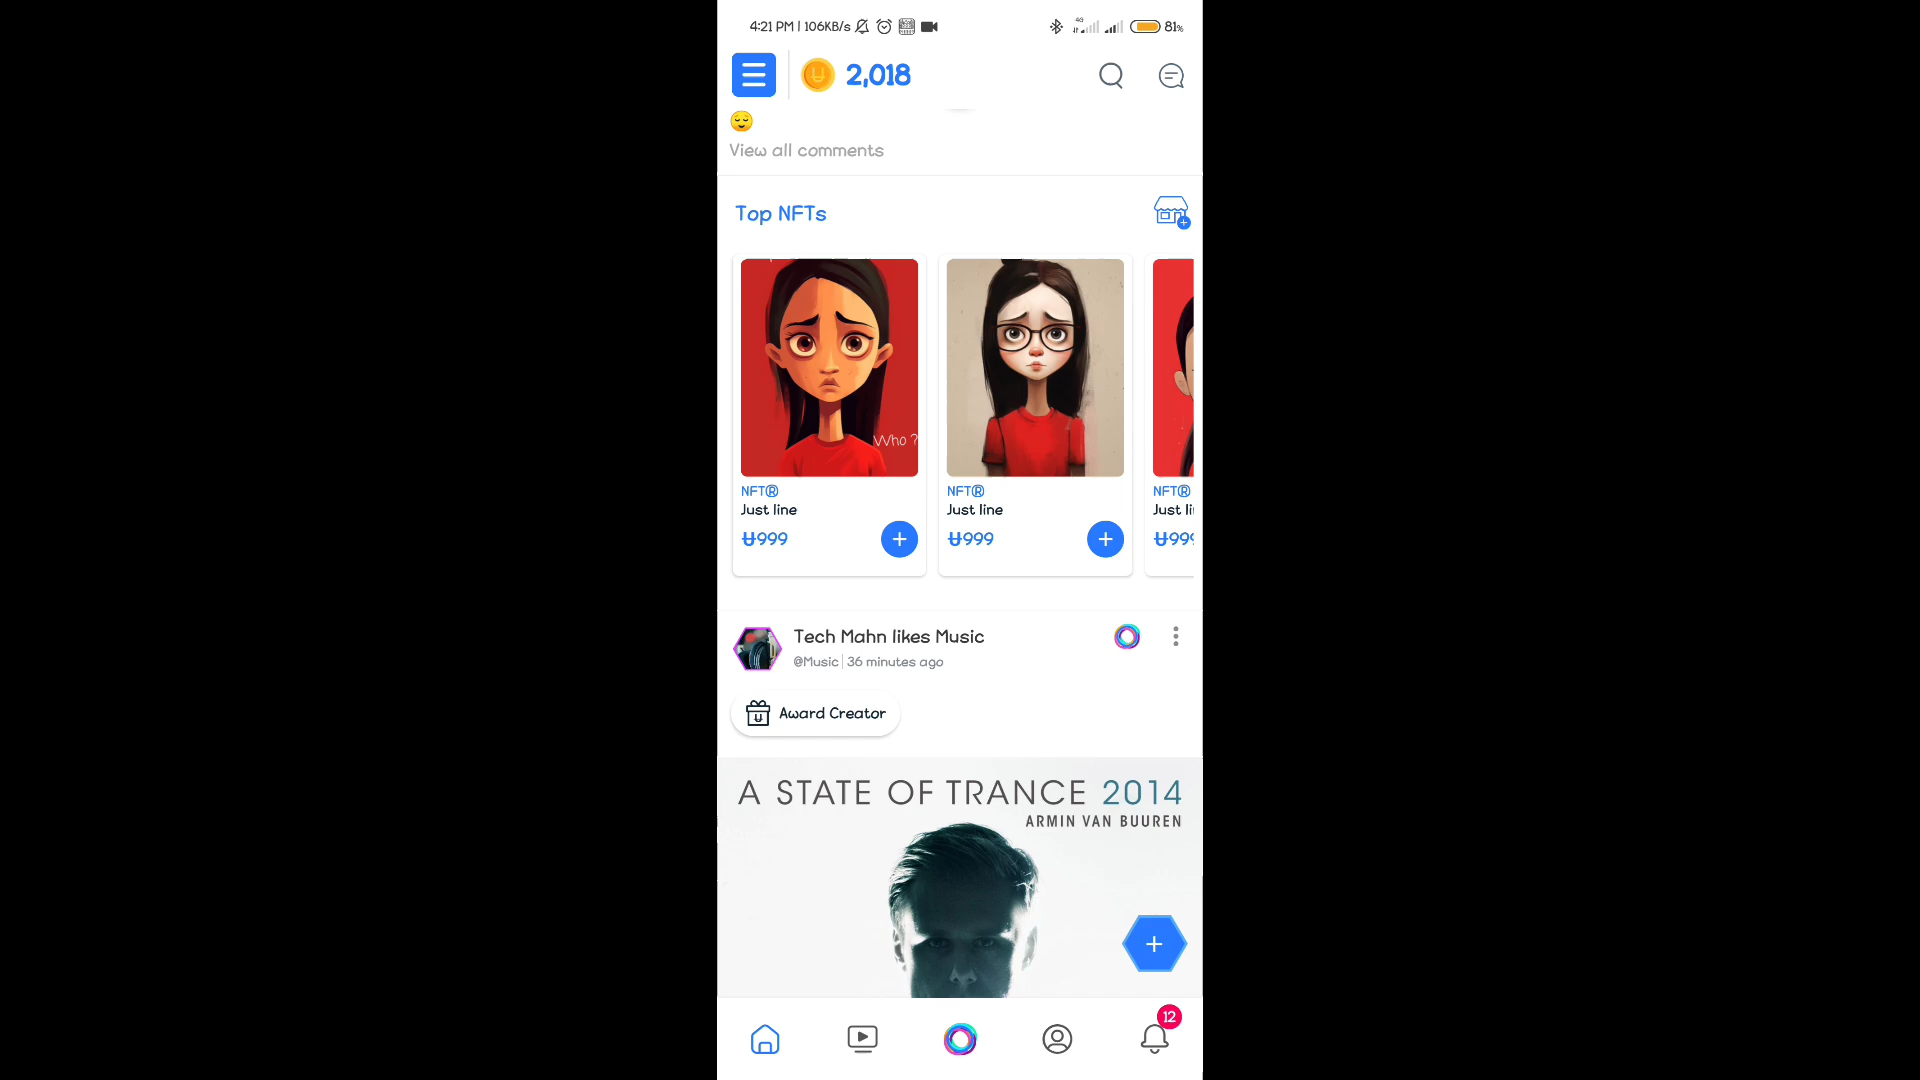 4:21 PM | 106KB/s
4G
81%
2,018
View all comments
Top NFTs
Who ?
NFT®
Just line
Ʉ999
NFT®
Just line
Ʉ999
NFT®
Tech Mahn likes Music
@Music | 36 minutes ago
Award Creator
A STATE OF TRANCE 2014
ARMIN VAN BUUREN
12